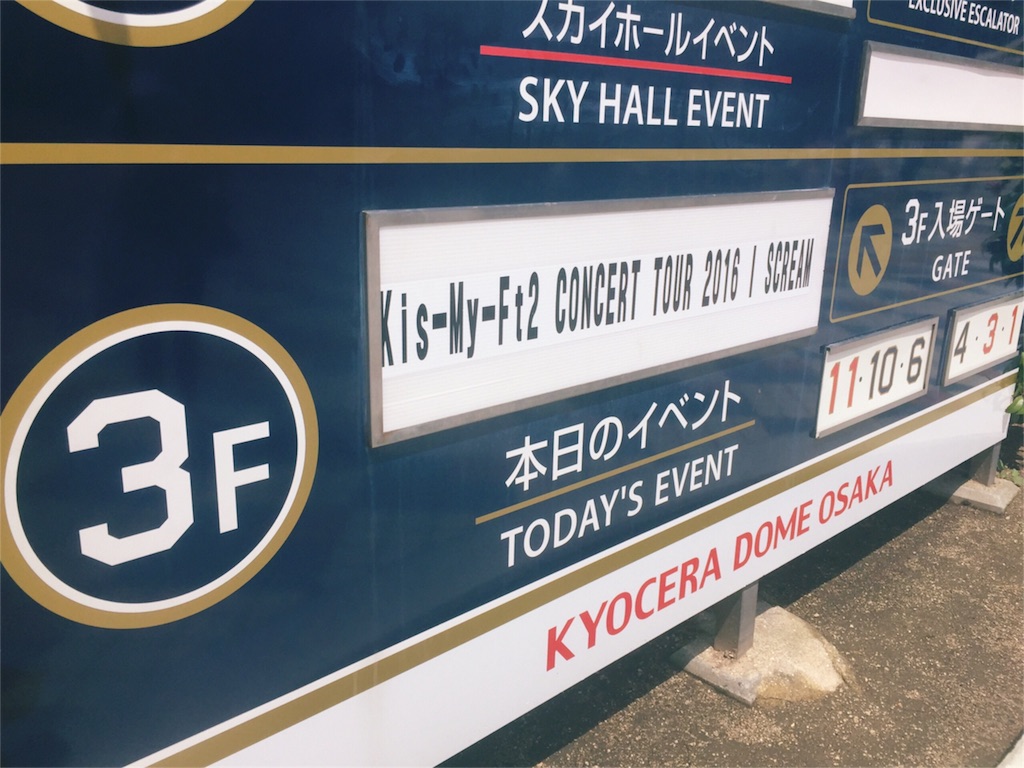 スカイホールイベント
SKY HALL EVENT
EXCLUSIVE ESCALATOR
Kis-My-Ft2 CONCERT TOUR 2016 I SCREAM
3F入場ゲート
GATE
11・10・6
4・3・1
3F
本日のイベント
TODAY'S EVENT
KYOCERA DOME OSAKA